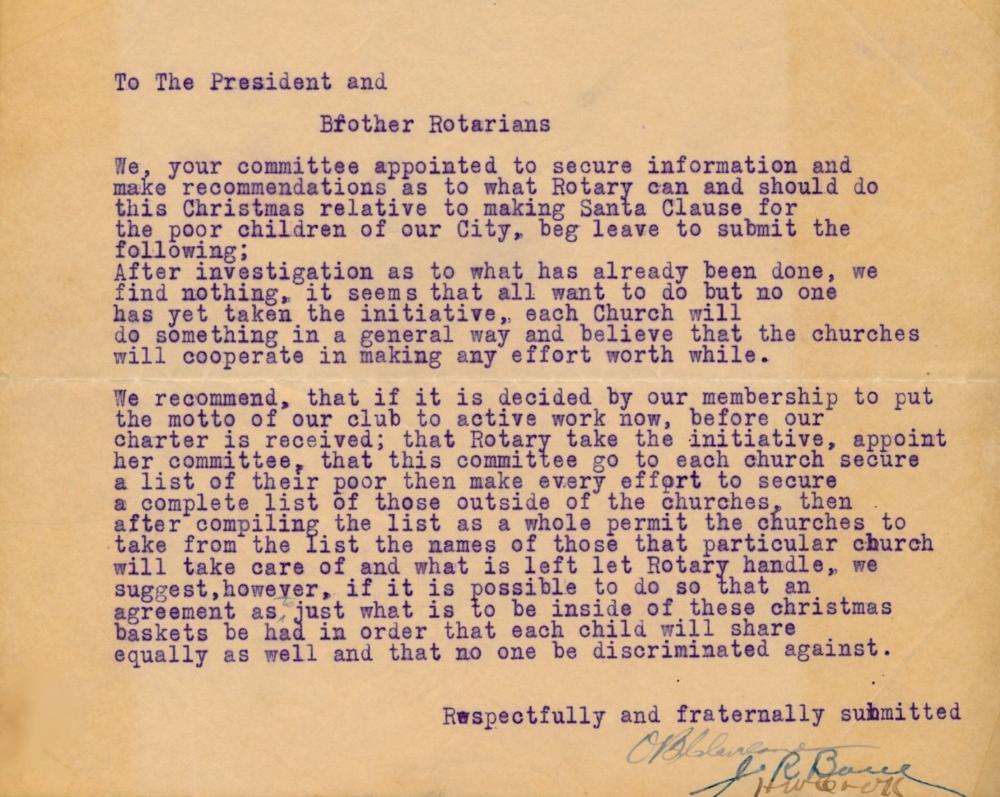 To The President and
Brother Rotarians
We, your committee appointed to secure information and
make recommendations as to what Rotary can and should do
this Christmas relative to making Santa Clause for
the poor children of our City, beg leave to submit the
following;
After investigation as to what has already been done, we
find nothing, it seems that all want to do but no one
has yet taken the initiative, each Church will
do something in a general way and believe that the churches
will cooperate in making any effort worth while.
We recommend, that if it is decided by our membership to put
the motto of our club to active work now, before our
charter is received; that Rotary take the initiative, appoint
her committee, that this committee go to each church secure
a list of their poor then make every effort to secure
a complete list of those outside of the churches, then
after compiling the list as a whole permit the churches to
take from the list the names of those that particular church
will take care of and what is left let Rotary handle, we
suggest,however, if it is possible to do so that an
agreement as to just what is to be inside of these christmas
baskets be had in order that each child will share
equally as well and that no one be discriminated against.
Respectfully and fraternally submitted
J. R.